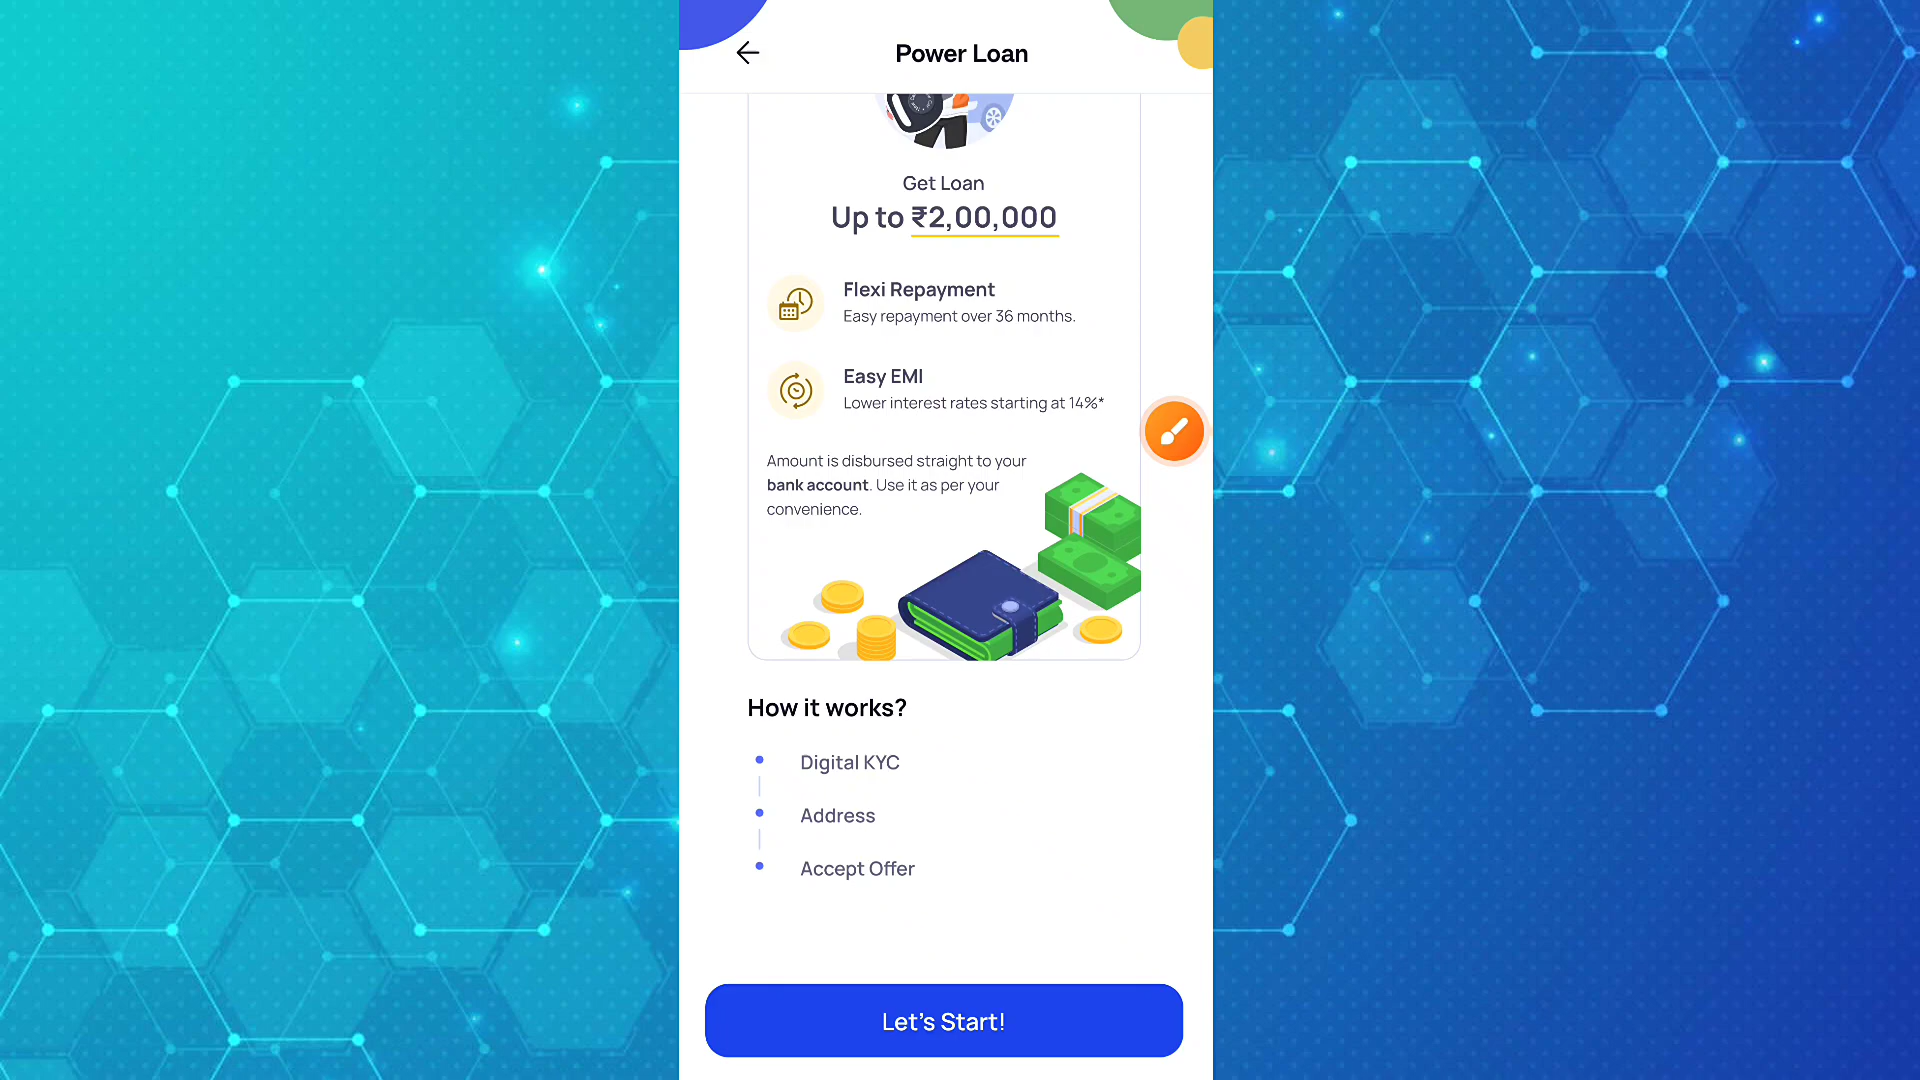 Power Loan
Get Loan
Up to ₹2,00,000
Flexi Repayment
Easy repayment over 36 months.
Easy EMI
Lower interest rates starting at 14%*
Amount is disbursed straight to your
bank account. Use it as per your
convenience.
How it works?
Digital KYC
Address
Accept Offer
Let's Start!